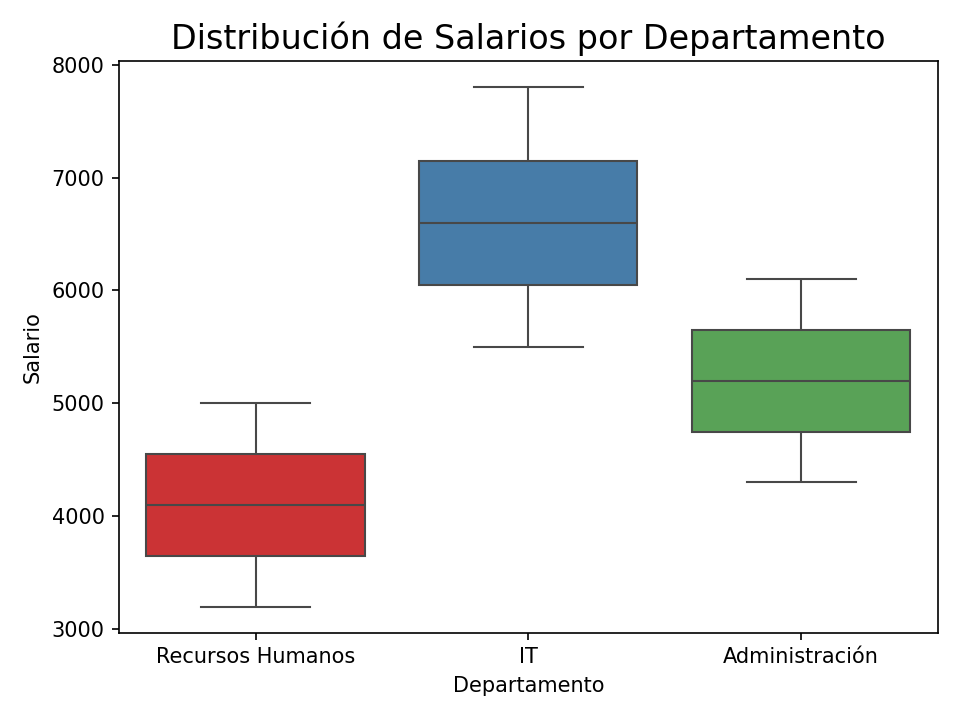 Distribución de Salarios por Departamento
8000
7000
6000
5000
4000
3000
Salario
Recursos Humanos
IT
Administración
Departamento